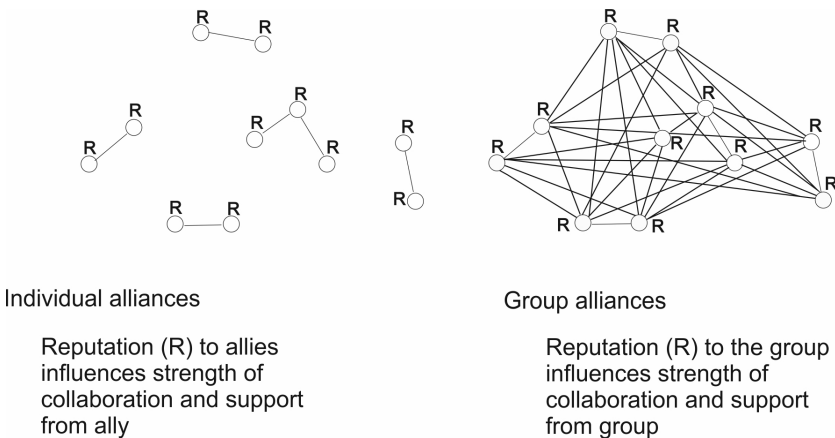 R R
R R
R R R
R
R
R R
R R
R R
R R R R
R
R R
Individual alliances
Reputation (R) to allies
influences strength of
collaboration and support
from ally
Group alliances
Reputation (R) to the group
influences strength of
collaboration and support
from group